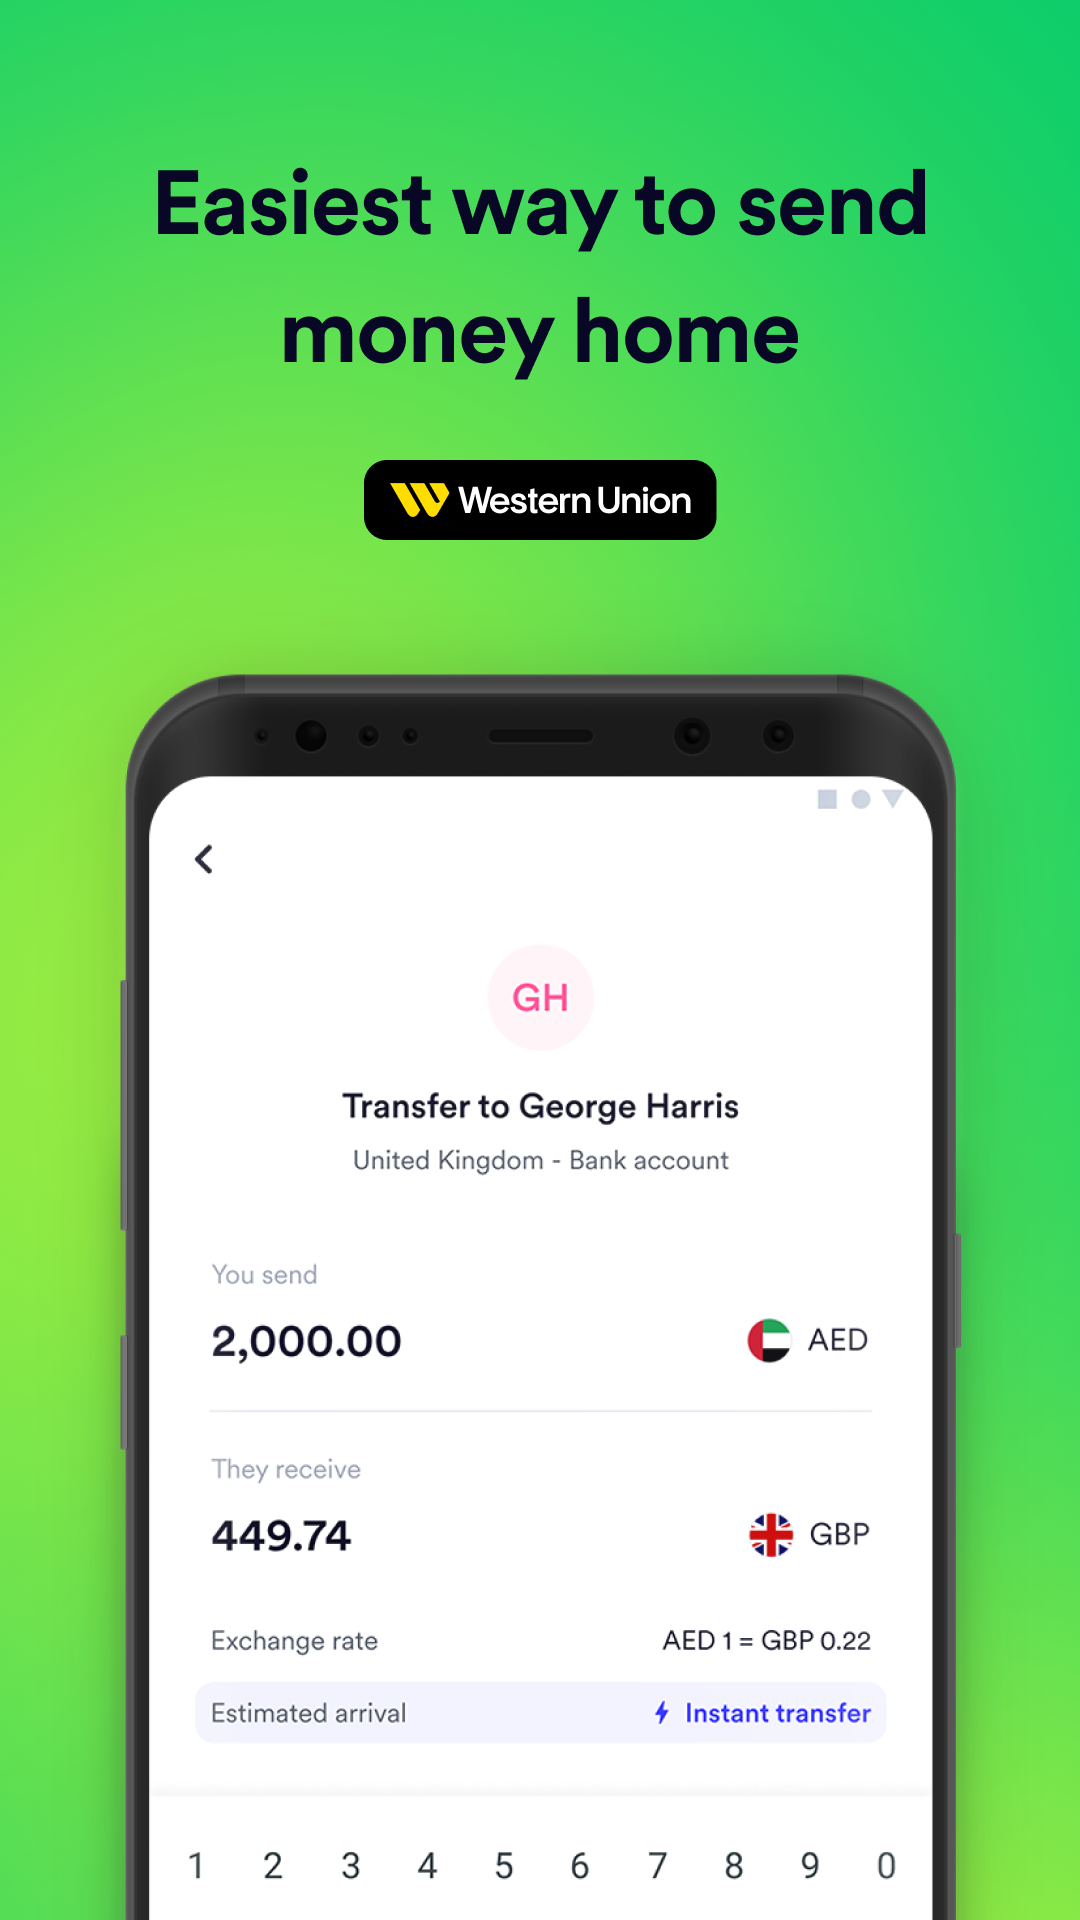 Easiest way to send
money home
Western Union
GH
Transfer to George Harris
United Kingdom - Bank account
You send
2,000.00 AED
They receive
449.74 GBP
Exchange rate AED 1 = GBP 0.22
Estimated arrival Instant transfer
1 2 3 4 5 6 7 8 9 0